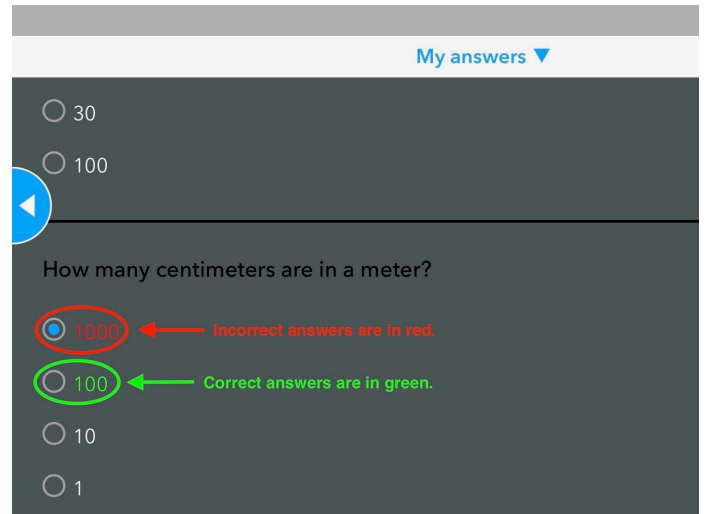 My answers ▼
30
100
How many centimeters are in a meter?
1000 Incorrect answers are in red.
100 Correct answers are in green.
10
1